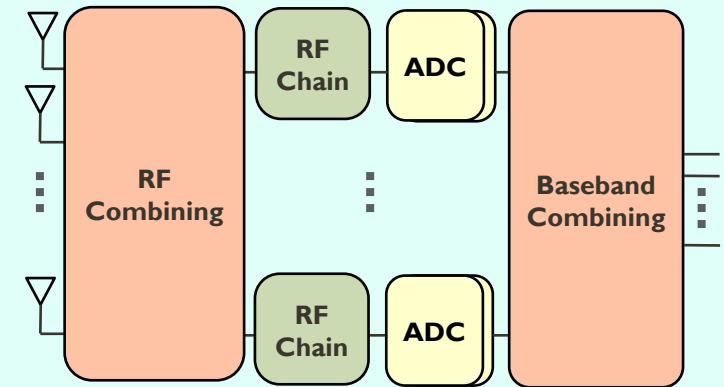 RF
Chain
ADC
RF
Combining
Baseband
Combining
RF
Chain
ADC